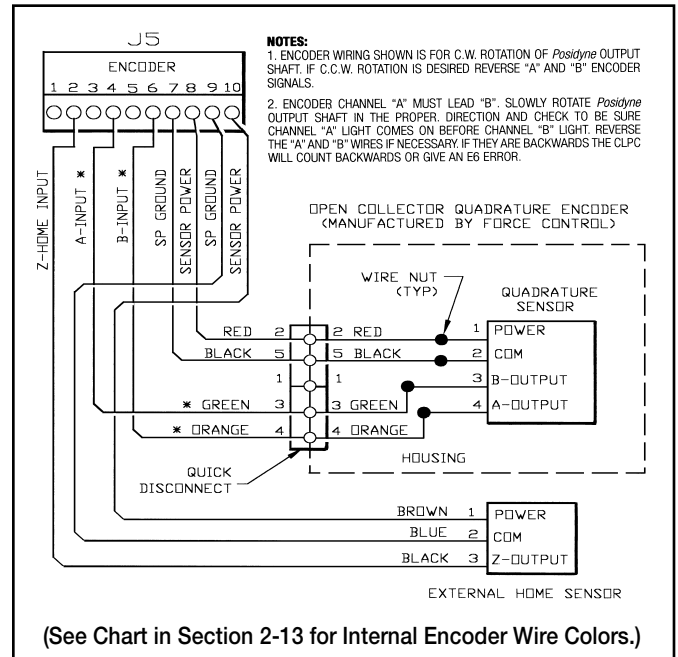 J5
ENCODER
1 2 3 4 5 6 7 8 9 10
Z-HOME INPUT
A-INPUT *
B-INPUT *
SP GROUND
SENSOR POWER
SP GROUND
SENSOR POWER
NOTES:
1. ENCODER WIRING SHOWN IS FOR C.W. ROTATION OF Posidyne OUTPUT
SHAFT. IF C.C.W. ROTATION IS DESIRED REVERSE “A” AND “B” ENCODER
SIGNALS.
2. ENCODER CHANNEL “A” MUST LEAD “B”. SLOWLY ROTATE Posidyne
OUTPUT SHAFT IN THE PROPER. DIRECTION AND CHECK TO BE SURE
CHANNEL “A” LIGHT COMES ON BEFORE CHANNEL “B” LIGHT. REVERSE
THE “A” AND “B” WIRES IF NECESSARY. IF THEY ARE BACKWARDS THE CLPC
WILL COUNT BACKWARDS OR GIVE AN E6 ERROR.
OPEN COLLECTOR QUADRATURE ENCODER
(MANUFACTURED BY FORCE CONTROL)
WIRE NUT
(TYP)
QUADRATURE
SENSOR
RED 2 2 RED 1 POWER
BLACK 5 5 BLACK 2 COM
1 1
3 B-OUTPUT
* GREEN 3 3 GREEN
4 A-OUTPUT
* ORANGE 4 4 ORANGE
HOUSING
QUICK
DISCONNECT
BROWN 1 POWER
BLUE 2 COM
BLACK 3 Z-OUTPUT
EXTERNAL HOME SENSOR
(See Chart in Section 2-13 for Internal Encoder Wire Colors.)